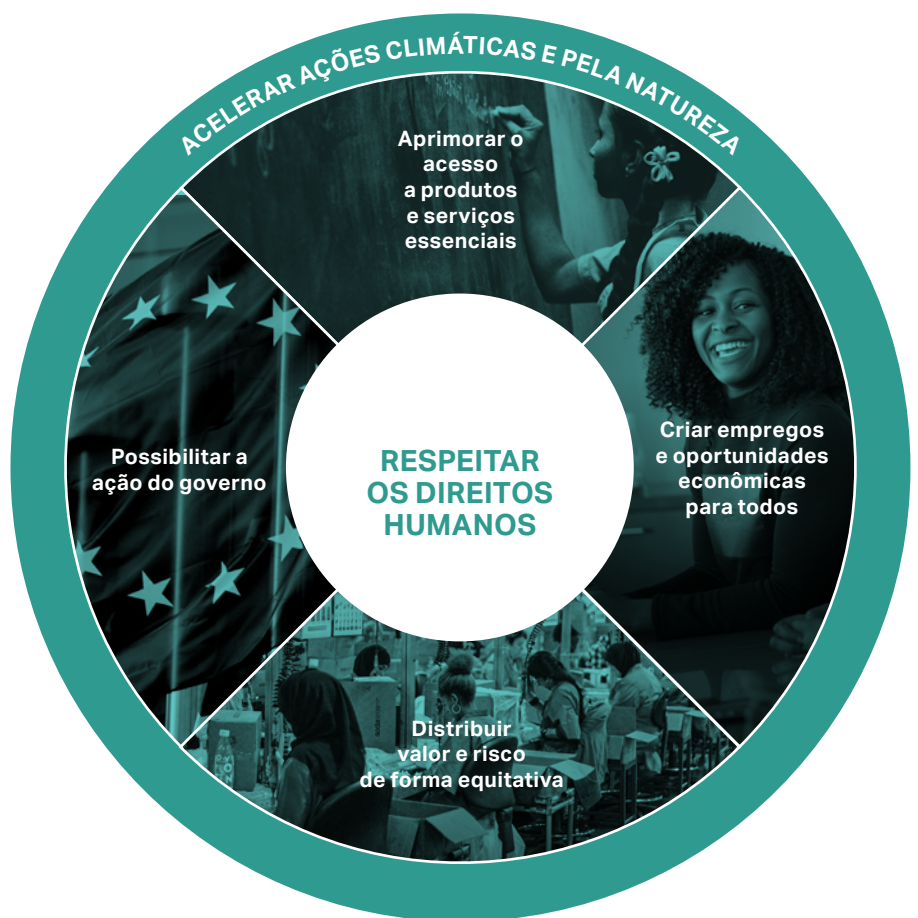 ACELERAR AÇÕES CLIMÁTICAS E PELA NATUREZA
Aprimorar o
acesso
a produtos
e serviços
essenciais
Possibilitar a
ação do governo
RESPEITAR
OS DIREITOS
HUMANOS
Criar empregos
e oportunidades
econômicas
para todos
Distribuir
valor e risco
de forma equitativa